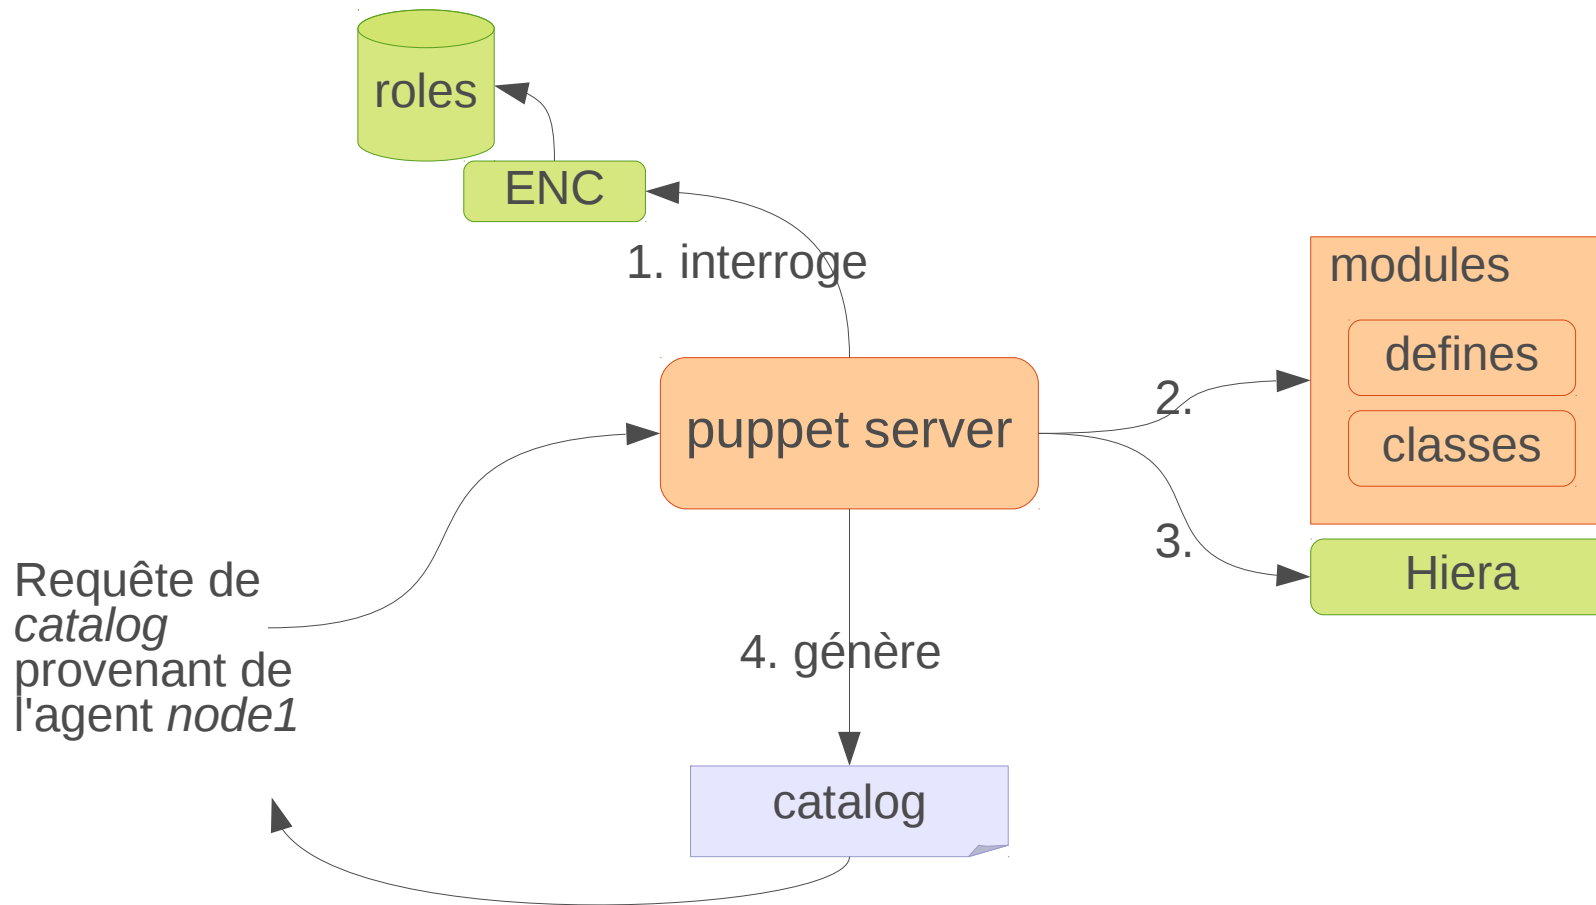 roles
ENC
1. interroge
modules
defines
2.
puppet server
classes
3.
Hiera
Requête de
catalog
provenant de
l'agent node1
4. génère
catalog